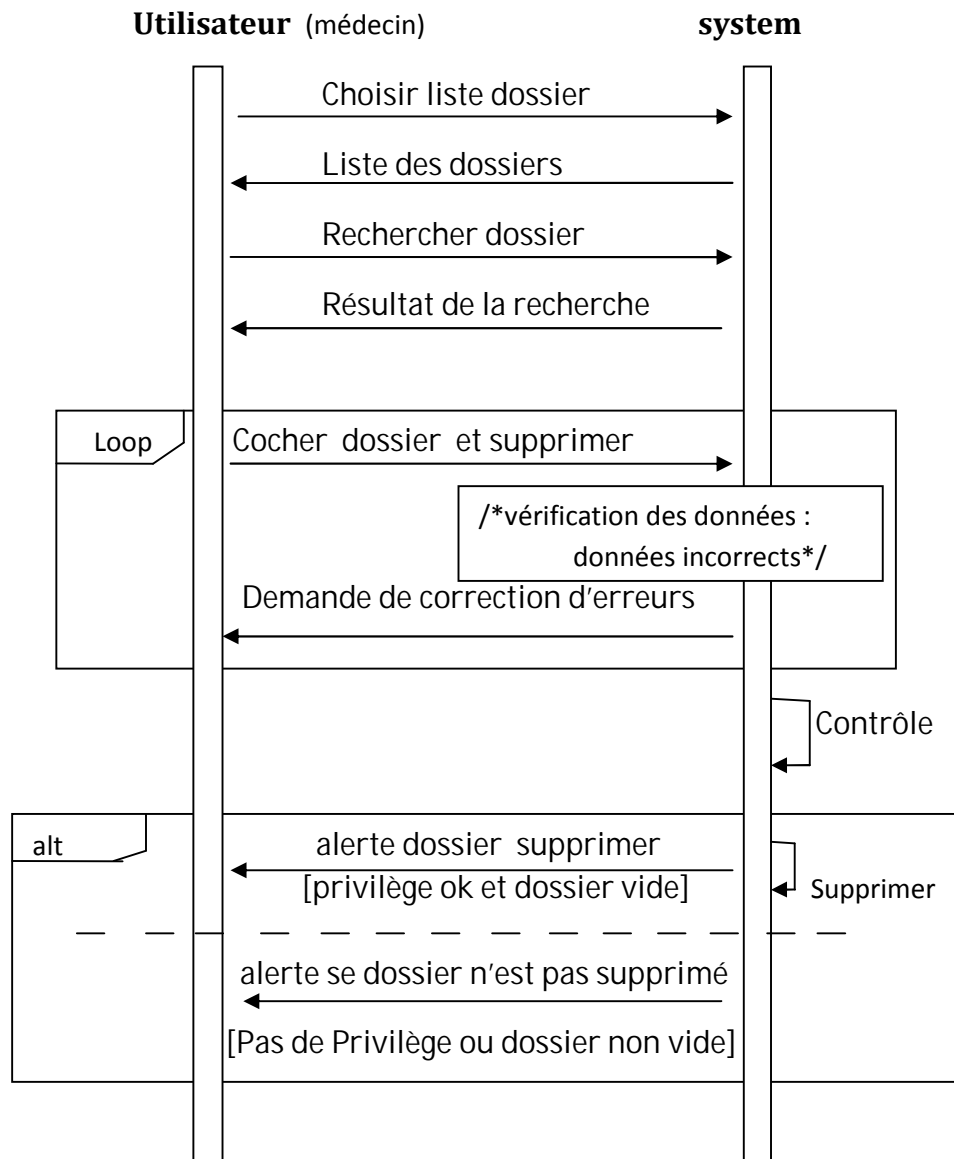 Utilisateur (médecin) system
Choisir liste dossier
Liste des dossiers
Rechercher dossier
Résultat de la recherche
Loop Cocher dossier et supprimer
/*vérification des données :
données incorrects*/
Demande de correction d'erreurs
Contrôle
alt alerte dossier supprimer
[privilège ok et dossier vide] Supprimer
alerte se dossier n'est pas supprimé
[Pas de Privilège ou dossier non vide]